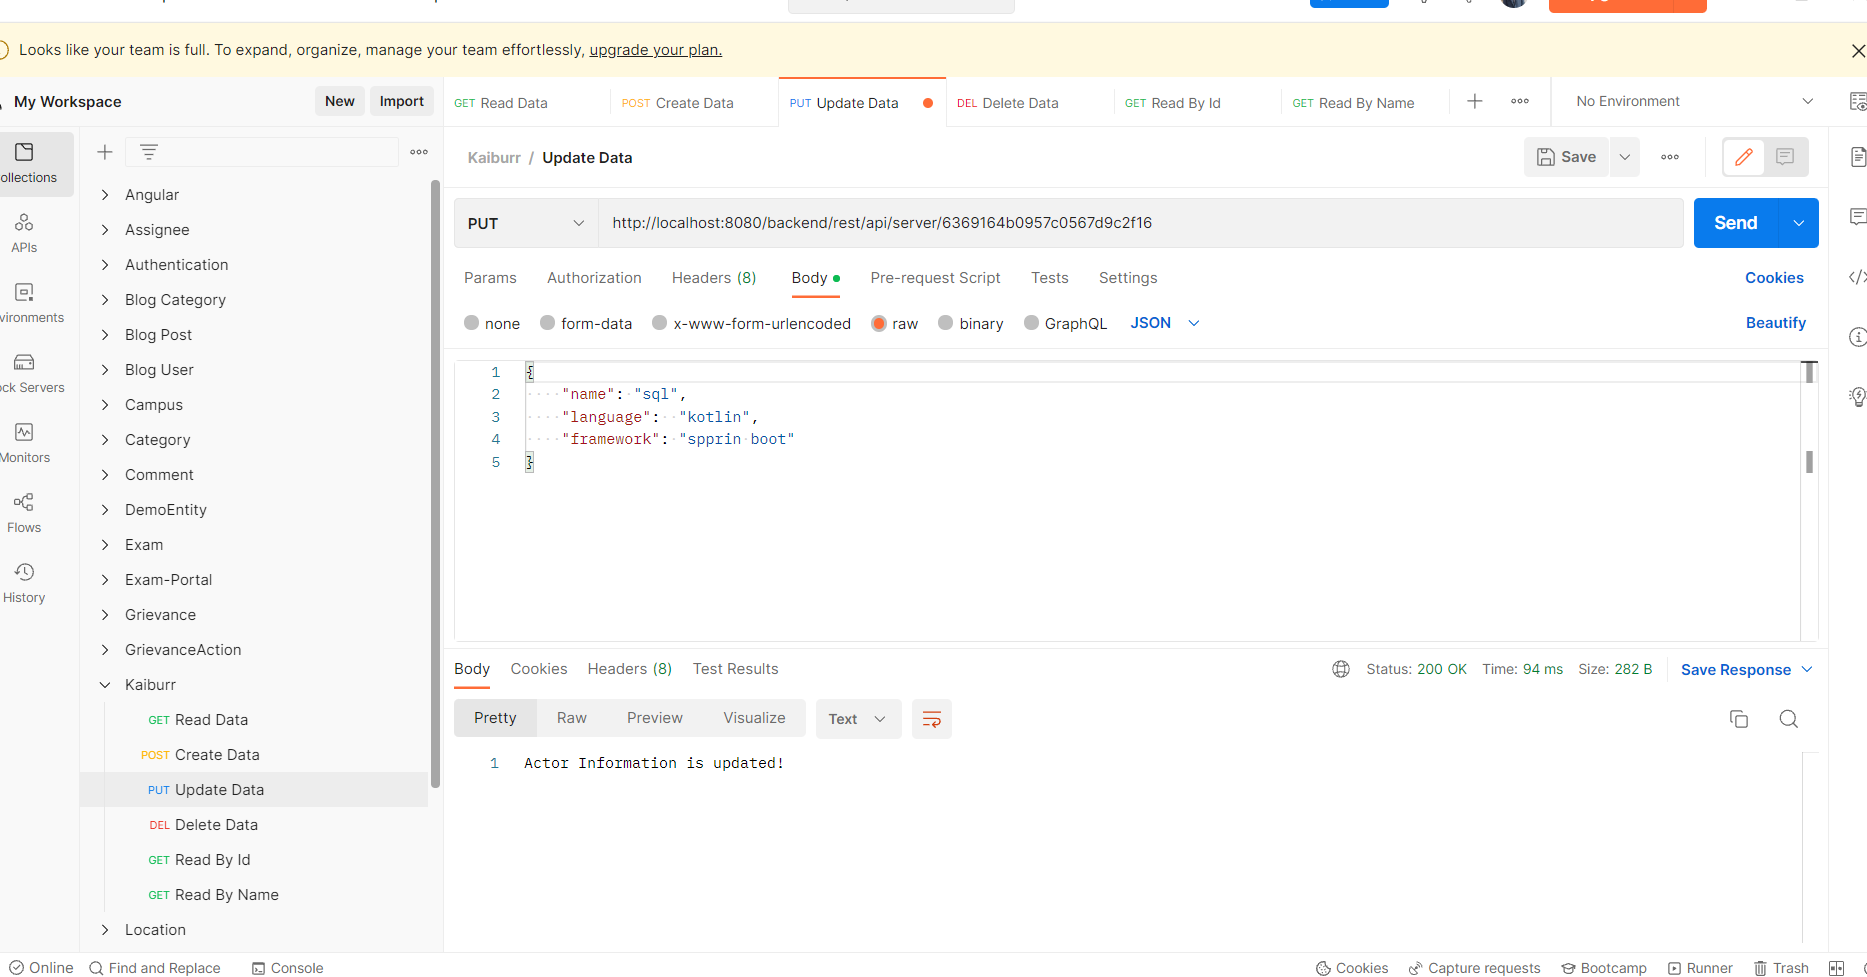 Looks like your team is full. To expand, organize, manage your team effortlessly, upgrade your plan.
My Workspace
New
Import
GET Read Data
POST Create Data
PUT Update Data
DEL Delete Data
GET Read By Id
GET Read By Name
No Environment
ollections
APIs
vironments
ck Servers
Monitors
Flows
History
Angular
Assignee
Authentication
Blog Category
Blog Post
Blog User
Campus
Category
Comment
DemoEntity
Exam
Exam-Portal
Grievance
GrievanceAction
Kaiburr
GET Read Data
POST Create Data
PUT Update Data
DEL Delete Data
GET Read By Id
GET Read By Name
Location
Kaiburr / Update Data
Save
PUT
http://localhost:8080/backend/rest/api/server/6369164b0957c0567d9c2f16
Send
Params Authorization Headers (8) Body Pre-request Script Tests Settings
Cookies
none form-data x-www-form-urlencoded raw binary GraphQL JSON
Beautify
1 {
2 "name": "sql",
3 "language": "kotlin",
4 "framework": "spprin boot"
5 }
Body Cookies Headers (8) Test Results
Status: 200 OK Time: 94 ms Size: 282 B
Save Response
Pretty Raw Preview Visualize Text
1 Actor Information is updated!
Online Find and Replace Console
Cookies Capture requests Bootcamp Runner Trash